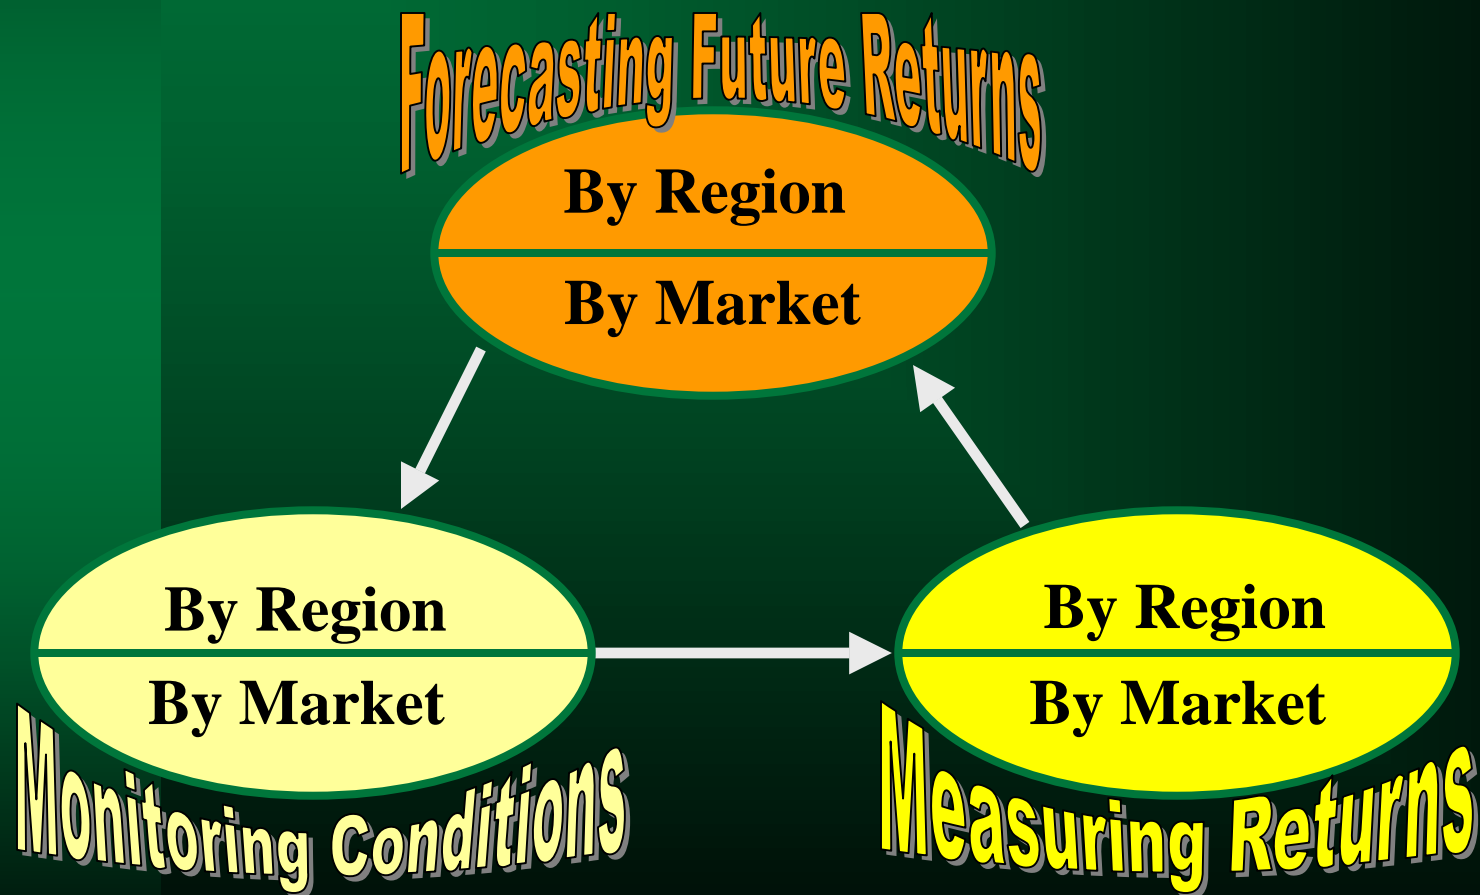 Forecasting Future Returns
By Region
By Market
By Region
By Market
Monitoring Conditions
By Region
By Market
Measuring Returns